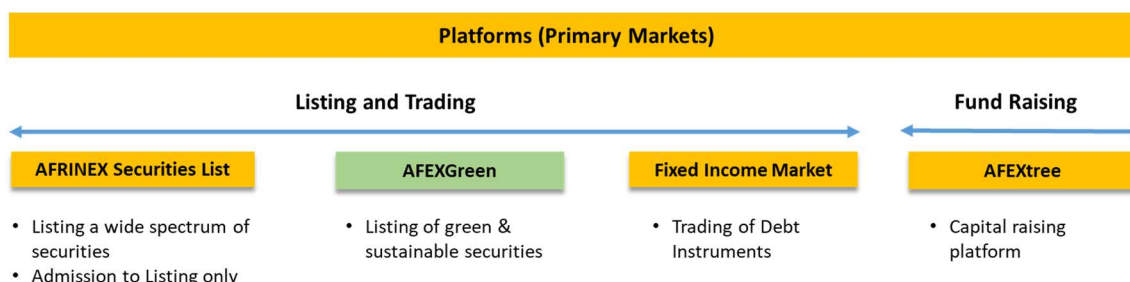 Platforms (Primary Markets)
Listing and Trading
Fund Raising
AFRINEX Securities List
AFEXGreen
Fixed Income Market
AFEXtree
• Listing a wide spectrum of
securities
• Admission to Listing only
• Listing of green &
sustainable securities
• Trading of Debt
Instruments
• Capital raising
platform